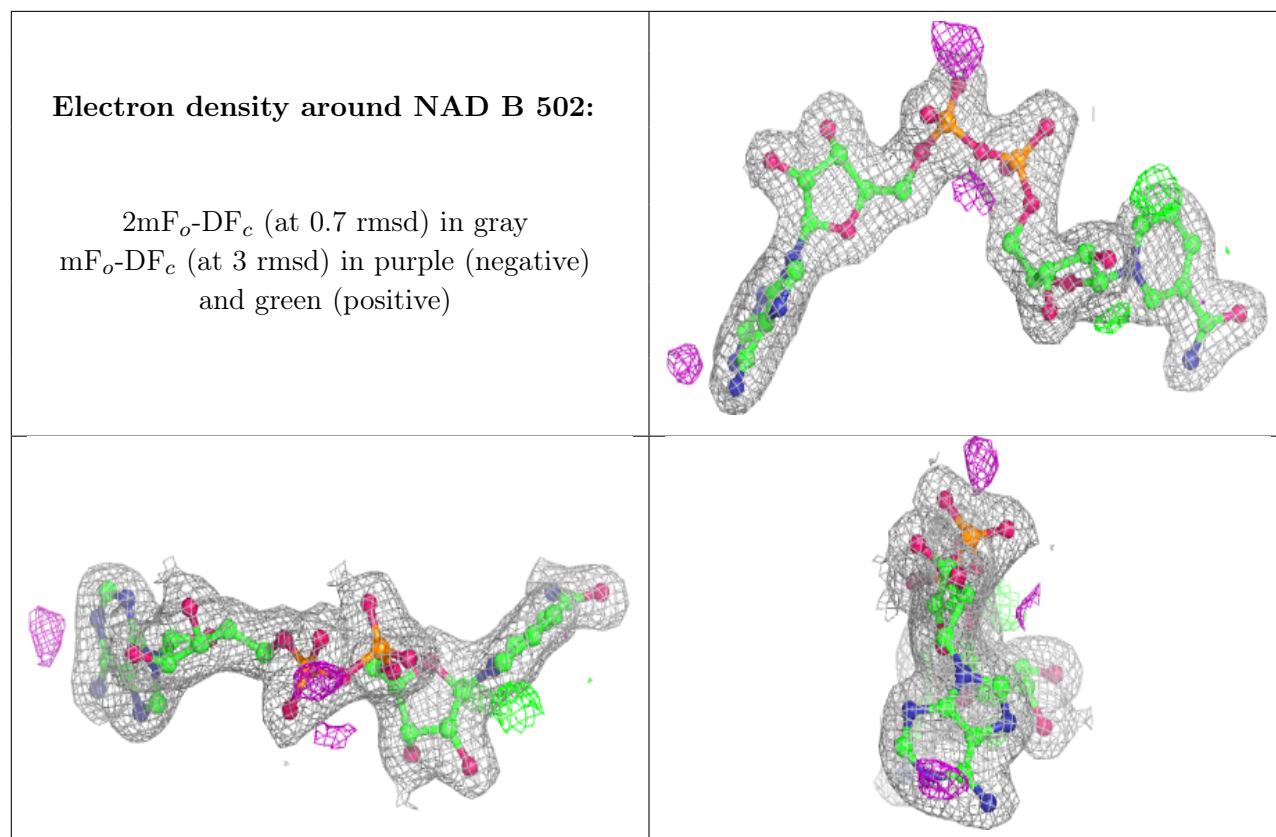 Electron density around NAD B 502:
2mFo-DFc (at 0.7 rmsd) in gray
mFo-DFc (at 3 rmsd) in purple (negative)
and green (positive)